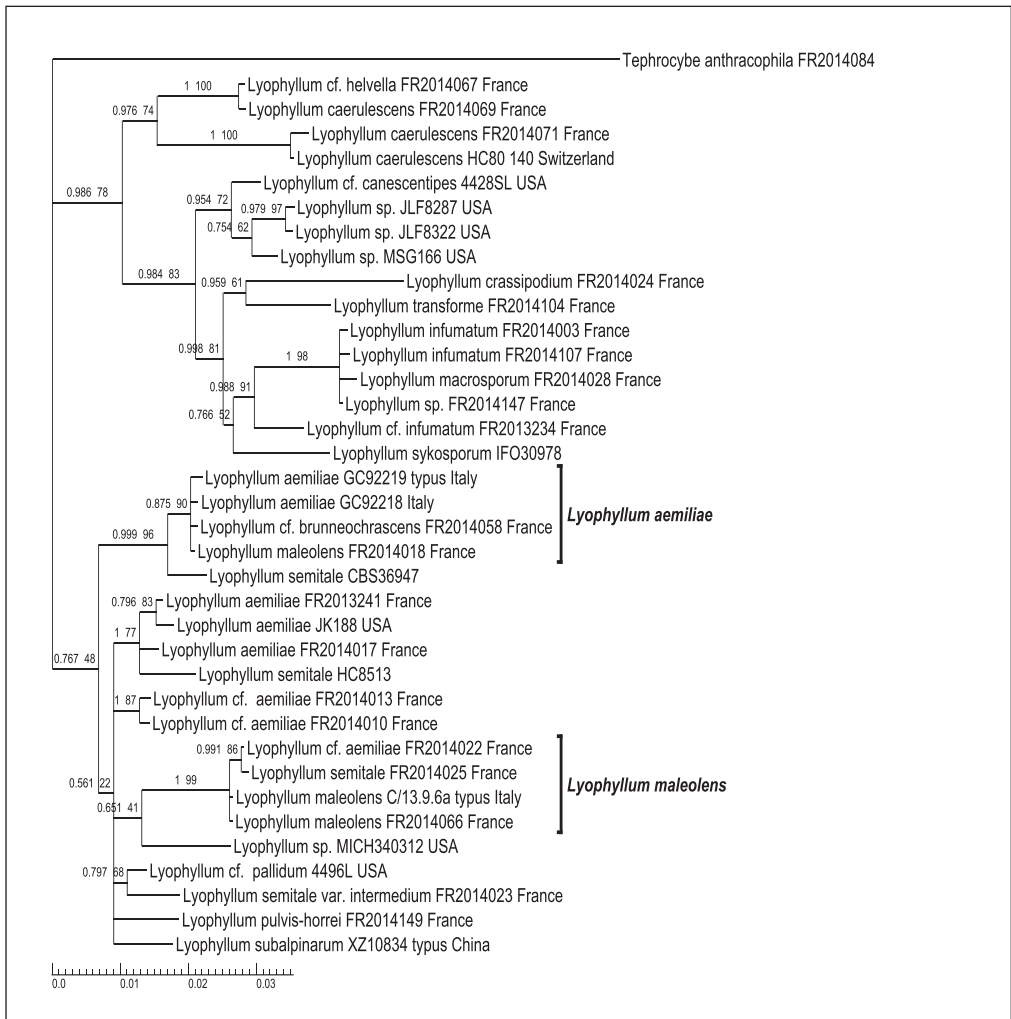 Tephrocybe anthracophila FR2014084
1 100
Lyophyllum cf. helvella FR2014067 France
0.976 74
Lyophyllum caerulescens FR2014069 France
Lyophyllum caerulescens FR2014071 France
1 100
Lyophyllum caerulescens HC80 140 Switzerland
0.986 78
Lyophyllum cf. canescentipes 4428SL USA
0.954 72
0.979 97
Lyophyllum sp. JLF8287 USA
0.754 62
Lyophyllum sp. JLF8322 USA
Lyophyllum sp. MSG166 USA
0.984 83
0.959 61
Lyophyllum crassipodium FR2014024 France
Lyophyllum transforme FR2014104 France
Lyophyllum infumatum FR2014003 France
0.998 81
1 98
Lyophyllum infumatum FR2014107 France
Lyophyllum macrosporum FR2014028 France
0.988 91
Lyophyllum sp. FR2014147 France
0.766 52
Lyophyllum cf. infumatum FR2013234 France
Lyophyllum sykosporum IFO30978
Lyophyllum aemiliae GC92219 typus Italy
0.875 90
Lyophyllum aemiliae GC92218 Italy
Lyophyllum aemiliae
Lyophyllum cf. brunneochrascens FR2014058 France
0.999 96
Lyophyllum maleolens FR2014018 France
Lyophyllum semitale CBS36947
0.796 83
Lyophyllum aemiliae FR2013241 France
Lyophyllum aemiliae JK188 USA
1 77
Lyophyllum aemiliae FR2014017 France
0.767 48
Lyophyllum semitale HC8513
1 87
Lyophyllum cf. aemiliae FR2014013 France
Lyophyllum cf. aemiliae FR2014010 France
0.991 86
Lyophyllum cf. aemiliae FR2014022 France
Lyophyllum semitale FR2014025 France
0.561 22
1 99
Lyophyllum maleolens
Lyophyllum maleolens C/13.9.6a typus Italy
0.651 41
Lyophyllum maleolens FR2014066 France
Lyophyllum sp. MICH340312 USA
0.797 68
Lyophyllum cf. pallidum 4496L USA
Lyophyllum semitale var. intermedium FR2014023 France
Lyophyllum pulvis-horrei FR2014149 France
Lyophyllum subalpinarum XZ10834 typus China
0.0 0.01 0.02 0.03